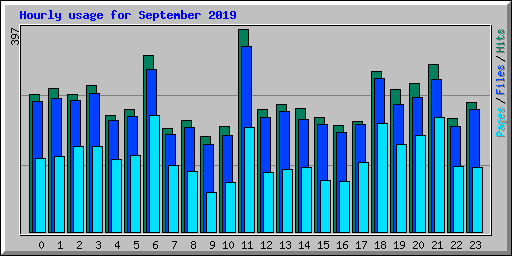 Hourly usage for September 2019
397
Pages / Files / Hits
0 1 2 3 4 5 6 7 8 9 10 11 12 13 14 15 16 17 18 19 20 21 22 23